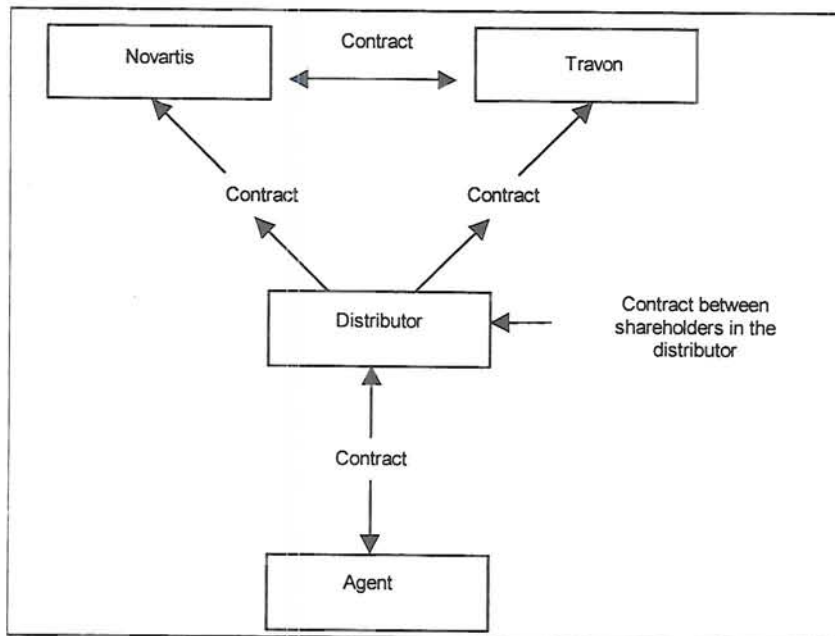 Contract
Novartis
Travon
Contract
Contract
Distributor
Contract between
shareholders in the
distributor
Contract
Agent